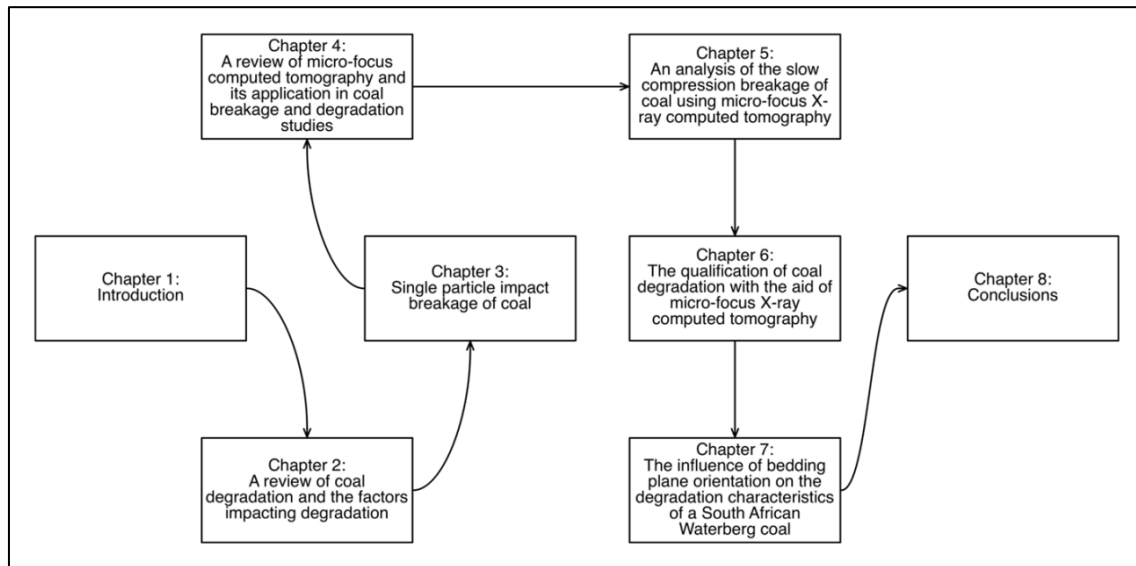 Chapter 1:
Introduction
Chapter 2:
A review of coal
degradation and the factors
impacting degradation
Chapter 3:
Single particle impact
breakage of coal
Chapter 4:
A review of micro-focus
computed tomography and
its application in coal
breakage and degradation
studies
Chapter 5:
An analysis of the slow
compression breakage of
coal using micro-focus X-
ray computed tomography
Chapter 6:
The qualification of coal
degradation with the aid of
micro-focus X-ray
computed tomography
Chapter 7:
The influence of bedding
plane orientation on the
degradation characteristics
of a South African
Waterberg coal
Chapter 8:
Conclusions